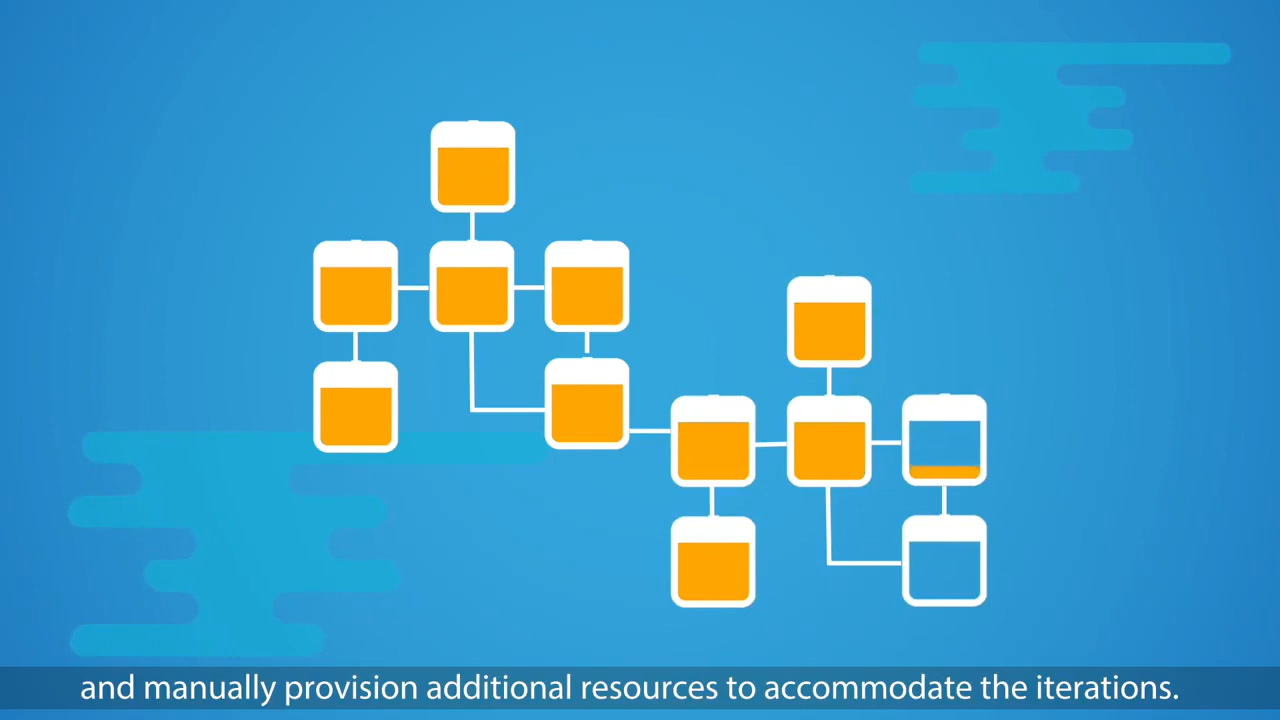 and manually provision additional resources to accommodate the iterations.